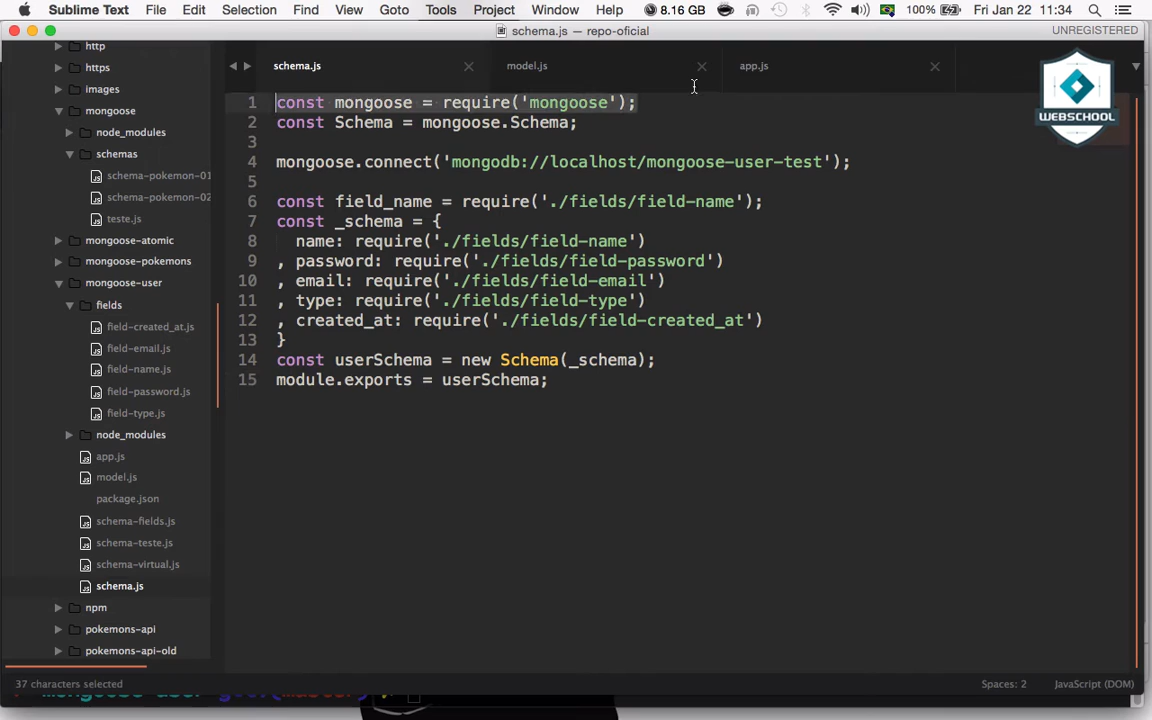 Sublime Text File Edit Selection Find View Goto Tools Project Window Help 8.16 GB 100% Fri Jan 22 11:34
schema.js — repo-oficial UNREGISTERED
http
https
images
mongoose
node_modules
schemas
schema-pokemon-01
schema-pokemon-02
teste.js
mongoose-atomic
mongoose-pokemons
mongoose-user
fields
field-created_at.js
field-email.js
field-name.js
field-password.js
field-type.js
node_modules
app.js
model.js
package.json
schema-fields.js
schema-teste.js
schema-virtual.js
schema.js
npm
pokemons-api
pokemons-api-old
schema.js model.js app.js
WEBSCHOOL
1 const mongoose = require('mongoose');
2 const Schema = mongoose.Schema;
3
4 mongoose.connect('mongodb://localhost/mongoose-user-test');
5
6 const field_name = require('./fields/field-name');
7 const _schema = {
8 name: require('./fields/field-name')
9 , password: require('./fields/field-password')
10 , email: require('./fields/field-email')
11 , type: require('./fields/field-type')
12 , created_at: require('./fields/field-created_at')
13 }
14 const userSchema = new Schema(_schema);
15 module.exports = userSchema;
37 characters selected Spaces: 2 JavaScript (DOM)